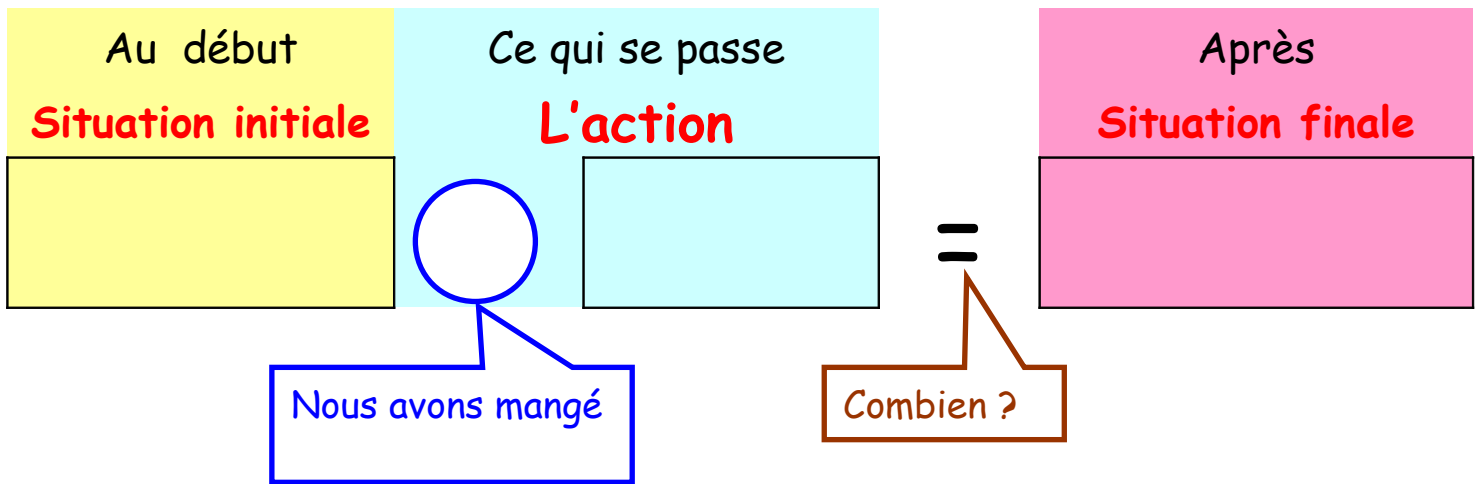 Au début
Situation initiale
Ce qui se passe
L'action
=
Après
Situation finale
Nous avons mangé
Combien ?